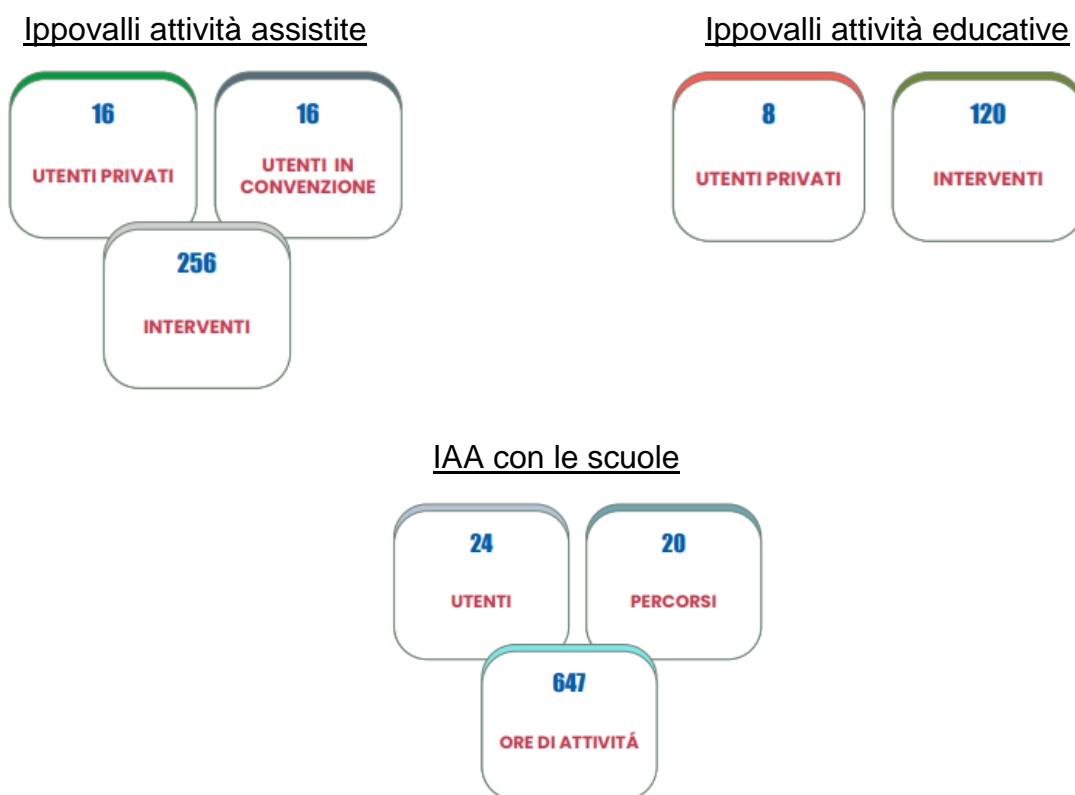 Ippovalli attività assistite
16
UTENTI PRIVATI
16
UTENTI IN
CONVENZIONE
256
INTERVENTI
Ippovalli attività educative
8
UTENTI PRIVATI
120
INTERVENTI
IAA con le scuole
24
UTENTI
20
PERCORSI
647
ORE DI ATTIVITÁ